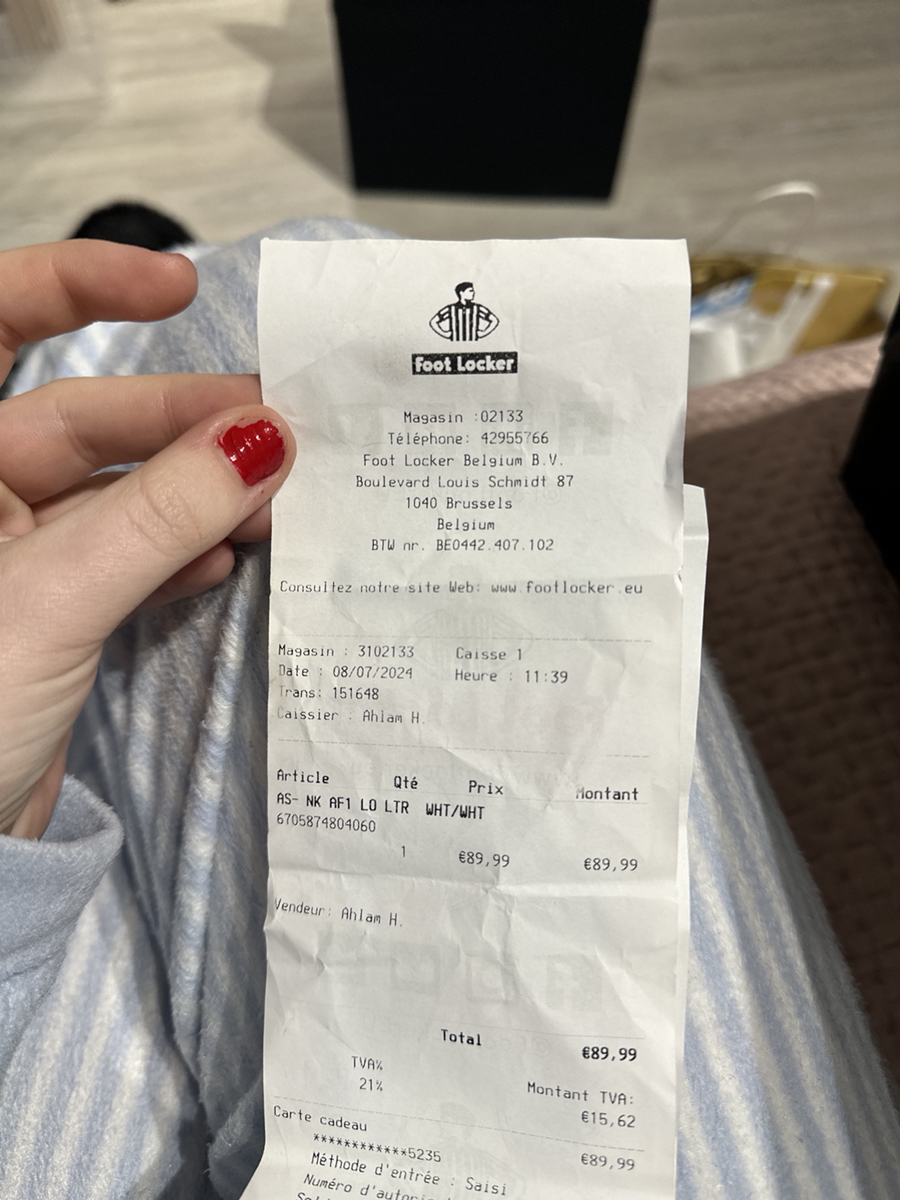 Foot Locker
Magasin :02133
Téléphone: 42955766
Foot Locker Belgium B.V.
Boulevard Louis Schmidt 87
1040 Brussels
Belgium
BTW nr. BE0442.407.102
Consultez notre site Web: www.footlocker.eu
Magasin : 3102133 Caisse 1
Date : 08/07/2024 Heure : 11:39
Trans: 151648
Caissier : Ahlam H.
Article Qté Prix Montant
AS- NK AF1 LO LTR WHT/WHT
6705874804060
1 €89,99 €89,99
Vendeur: Ahlam H.
Total €89,99
TVA% Montant TVA:
21% €15,62
Carte cadeau €89,99
************5235
Méthode d'entrée : Saisi
Numéro